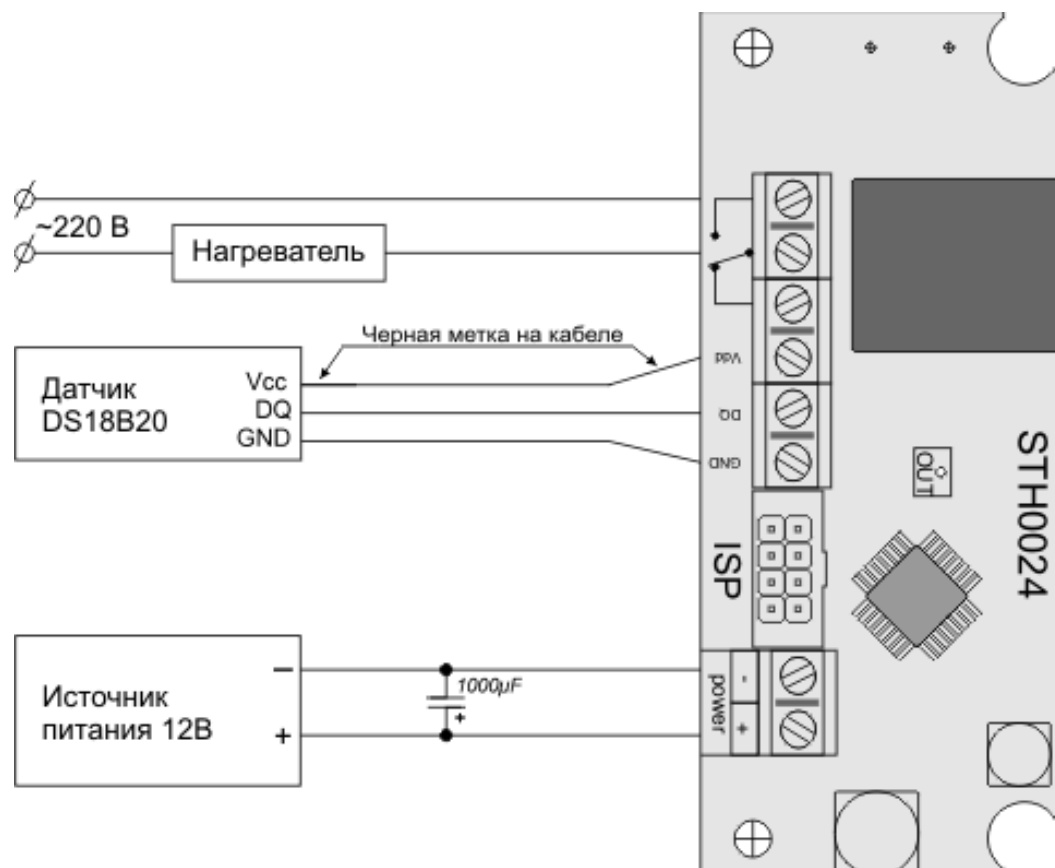 ~220 В
Нагреватель
Черная метка на кабеле
Датчик
DS18B20
Vcc
DQ
GND
Vdd
DQ
GND
OUT
STH0024
ISP
Источник
питания 12В
−
+
1000µF
+
power
-
+